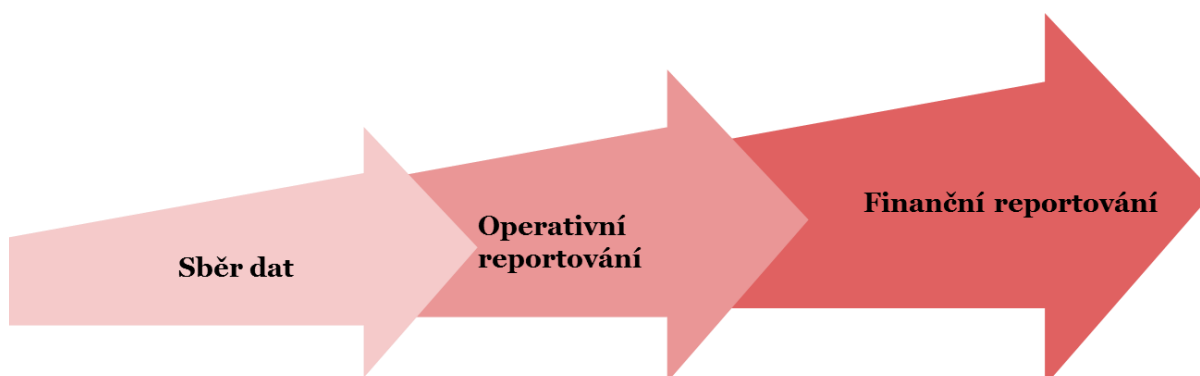 Sběr dat
Operativní
reportování
Finanční reportování